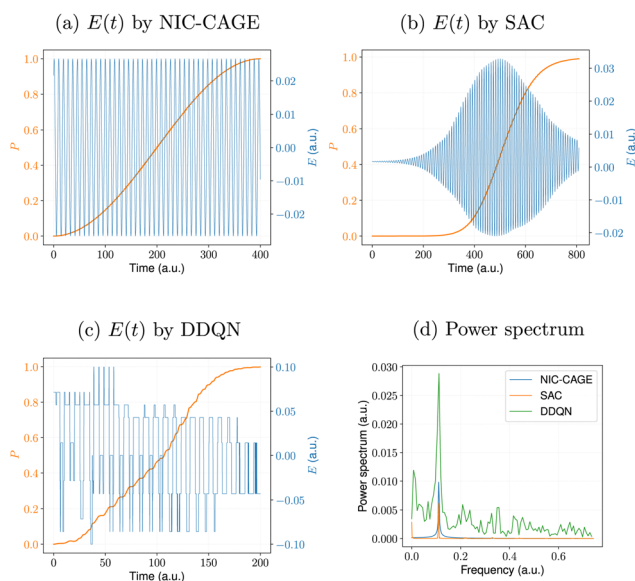 (a) E(t) by NIC-CAGE
(b) E(t) by SAC
1.0
0.8
0.6
0.4
0.2
0.0
P
0.02
0.01
0.00
−0.01
−0.02
E (a.u.)
0 100 200 300 400
Time (a.u.)
1.0
0.8
0.6
0.4
0.2
0.0
P
0.03
0.02
0.01
0.00
−0.01
−0.02
E (a.u.)
0 200 400 600 800
Time (a.u.)
(c) E(t) by DDQN
(d) Power spectrum
1.0
0.8
0.6
0.4
0.2
0.0
P
0.10
0.05
0.00
−0.05
−0.10
E (a.u.)
0 50 100 150 200
Time (a.u.)
0.030
0.025
0.020
0.015
0.010
0.005
0.000
Power spectrum (a.u.)
NIC-CAGE
SAC
DDQN
0.0 0.2 0.4 0.6
Frequency (a.u.)